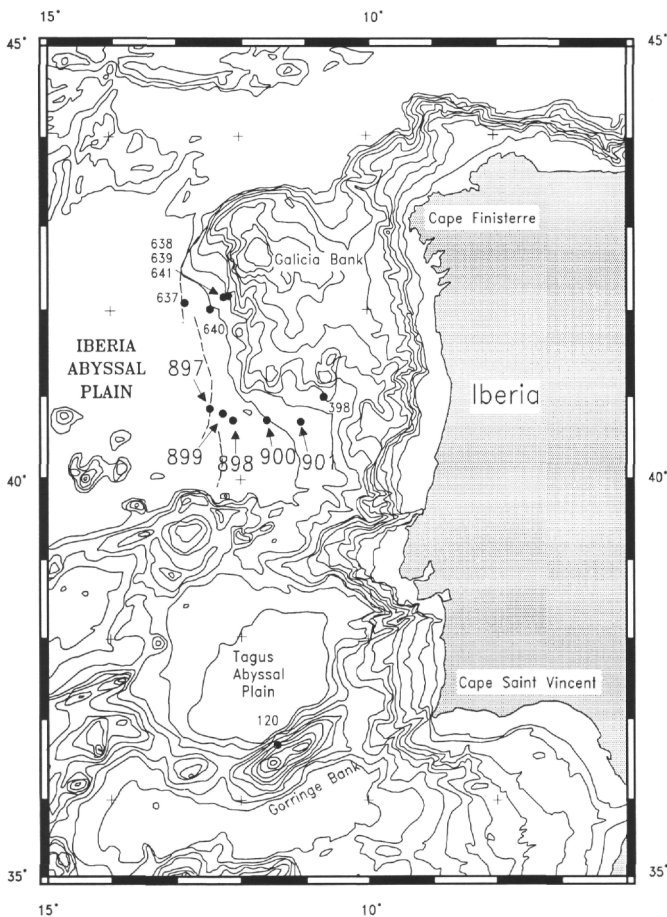 15°
10°
45°
45°
Cape Finisterre
638
639
641
Galicia Bank
637
640
IBERIA
ABYSSAL
PLAIN
897
Iberia
398
899
898
900
901
40°
40°
Tagus
Abyssal
Plain
Cape Saint Vincent
120
Gorringe Bank
35°
35°
15°
10°